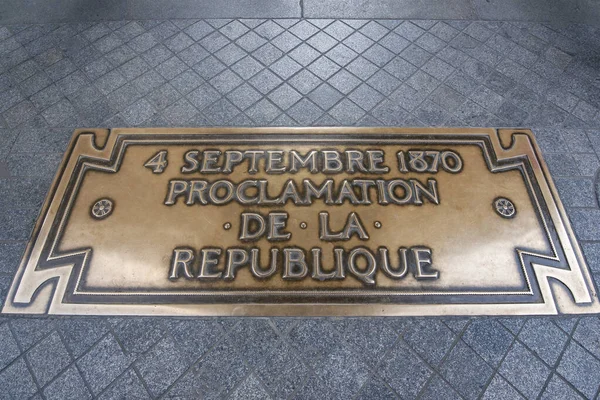 4 SEPTEMBRE 1870
PROCLAMATION
· DE · LA ·
REPUBLIQUE